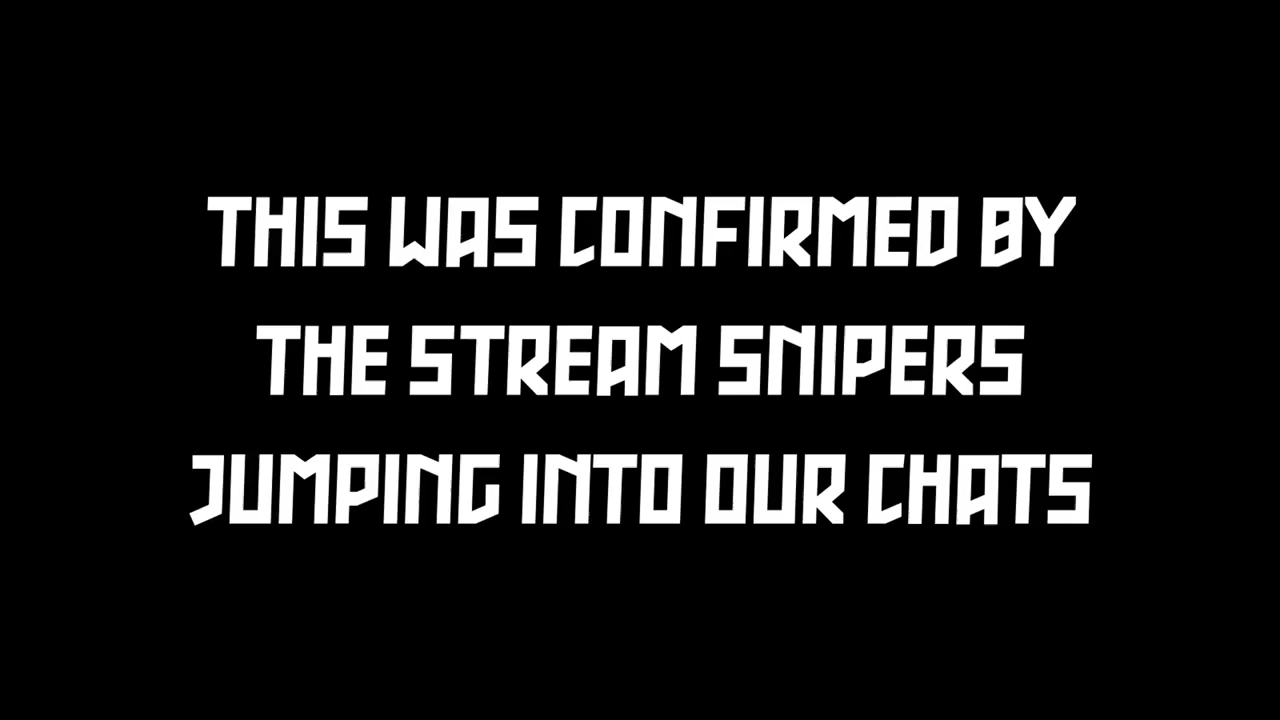 THIS WAS CONFIRMED BY
THE STREAM SNIPERS
JUMPING INTO OUR CHATS